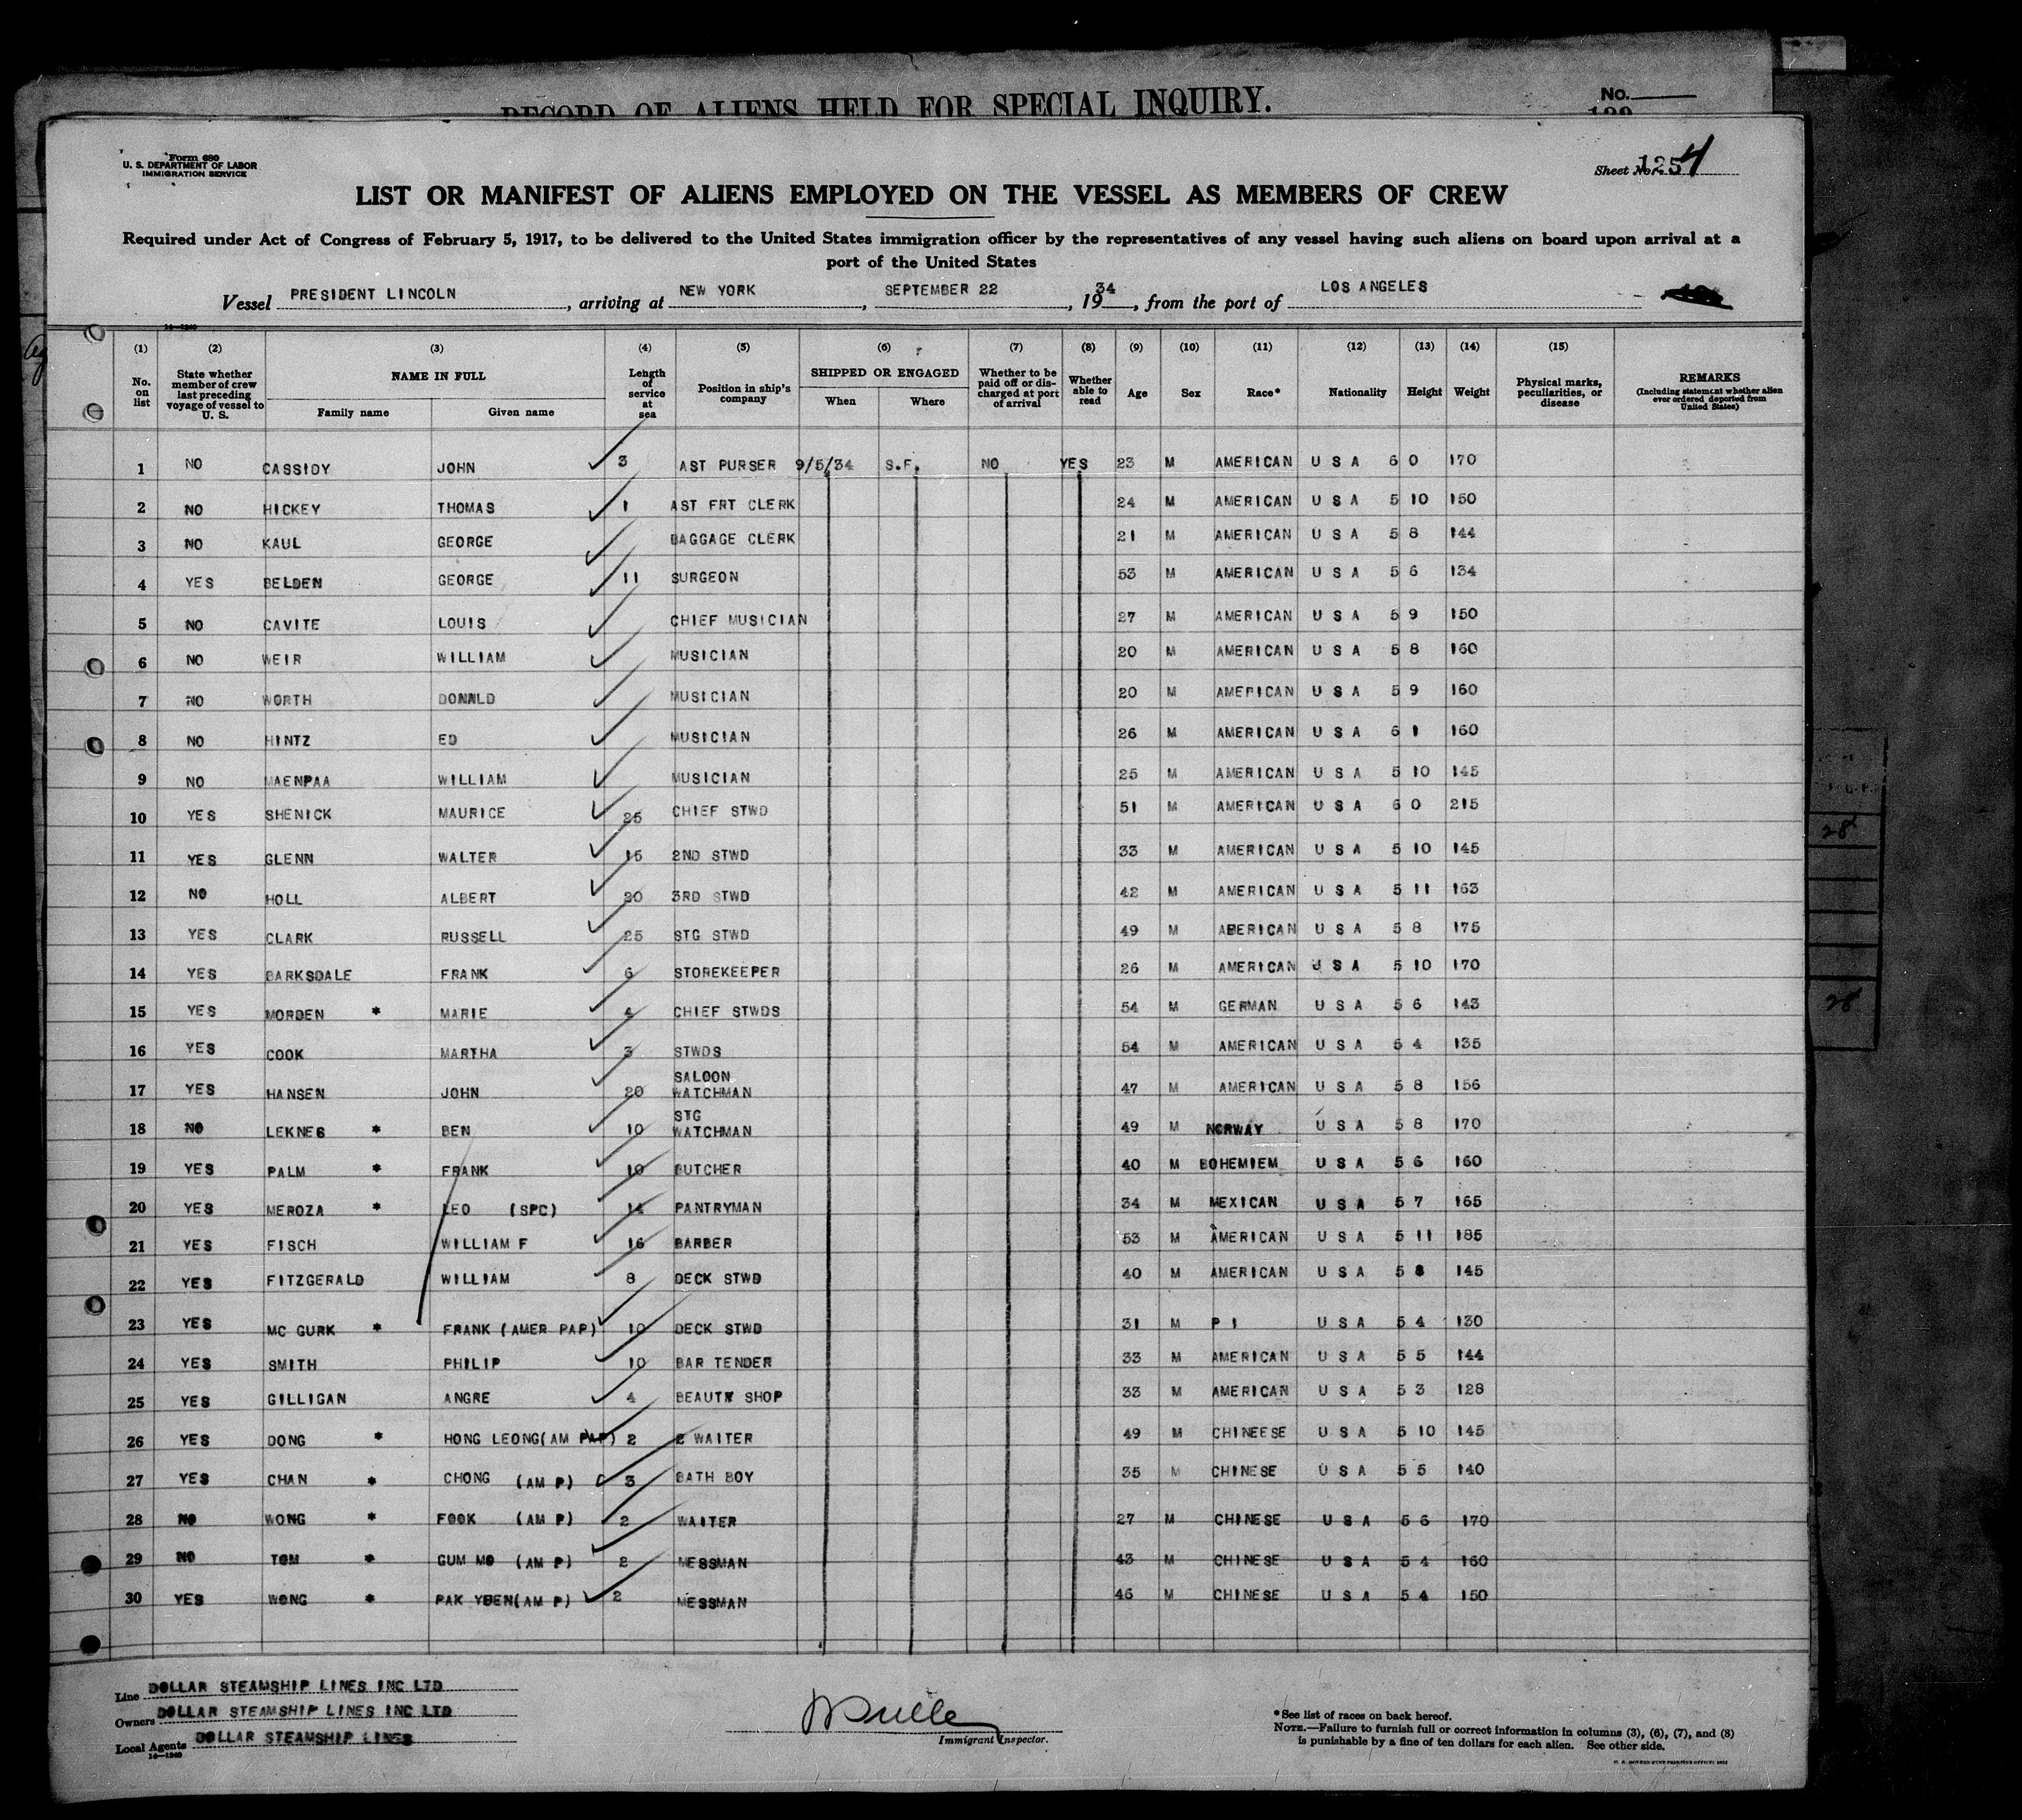 RECORD OF ALIENS HELD FOR SPECIAL INQUIRY.
No.
Form 680
U. S. DEPARTMENT OF LABOR
IMMIGRATION SERVICE
Sheet No. 125 4
LIST OR MANIFEST OF ALIENS EMPLOYED ON THE VESSEL AS MEMBERS OF CREW
Required under Act of Congress of February 5, 1917, to be delivered to the United States immigration officer by the representatives of any vessel having such aliens on board upon arrival at a
port of the United States
Vessel PRESIDENT LINCOLN, arriving at NEW YORK, SEPTEMBER 22, 1934, from the port of LOS ANGELES
14—1240
(1) (2) (3) (4) (5) (6) (7) (8) (9) (10) (11) (12) (13) (14) (15)
No. on list State whether member of crew last preceding voyage of vessel to U. S. NAME IN FULL Family name Given name Length of service at sea Position in ship's company SHIPPED OR ENGAGED When Where Whether to be paid off or discharged at port of arrival Whether able to read Age Sex Race* Nationality Height Weight Physical marks, peculiarities, or disease REMARKS (Including statement whether alien ever ordered deported from United States)
1 NO CASSIDY JOHN 3 AST PURSER 9/5/34 S.F. NO YES 23 M AMERICAN U S A 6 0 170
2 NO HICKEY THOMAS 1 AST FRT CLERK 24 M AMERICAN U S A 5 10 150
3 NO KAUL GEORGE BAGGAGE CLERK 21 M AMERICAN U S A 5 8 144
4 YES BELDEN GEORGE 11 SURGEON 53 M AMERICAN U S A 5 6 134
5 NO CAVITE LOUIS CHIEF MUSICIAN 27 M AMERICAN U S A 5 9 150
6 NO WEIR WILLIAM MUSICIAN 20 M AMERICAN U S A 5 8 160
7 NO WORTH DONALD MUSICIAN 20 M AMERICAN U S A 5 9 160
8 NO HINTZ ED MUSICIAN 26 M AMERICAN U S A 6 1 160
9 NO MAENPAA WILLIAM MUSICIAN 25 M AMERICAN U S A 5 10 145
10 YES SHENICK MAURICE 25 CHIEF STWD 51 M AMERICAN U S A 6 0 215
11 YES GLENN WALTER 15 2ND STWD 33 M AMERICAN U S A 5 10 145
12 NO HOLL ALBERT 20 3RD STWD 42 M AMERICAN U S A 5 11 163
13 YES CLARK RUSSELL 25 STG STWD 49 M ABERICAN U S A 5 8 175
14 YES BARKSDALE FRANK 6 STOREKEEPER 26 M AMERICAN U S A 5 10 170
15 YES MORDEN * MARIE 4 CHIEF STWDS 54 M GERMAN U S A 5 6 143
16 YES COOK MARTHA 3 STWDS 54 M AMERICAN U S A 5 4 135
17 YES HANSEN JOHN 20 SALOON WATCHMAN 47 M AMERICAN U S A 5 8 156
18 NO LEKNES * BEN 10 STG WATCHMAN 49 M NORWAY U S A 5 8 170
19 YES PALM * FRANK 10 BUTCHER 40 M BOHEMIEM U S A 5 6 160
20 YES MEROZA * LEO (SPC) 14 PANTRYMAN 34 M MEXICAN U S A 5 7 165
21 YES FISCH WILLIAM F 16 BARBER 53 M AMERICAN U S A 5 11 185
22 YES FITZGERALD WILLIAM 8 DECK STWD 40 M AMERICAN U S A 5 8 145
23 YES MC GURK * FRANK (AMER PAP) 10 DECK STWD 31 M P I U S A 5 4 130
24 YES SMITH PHILIP 10 BAR TENDER 33 M AMERICAN U S A 5 5 144
25 YES GILLIGAN ANGRE 4 BEAUTY SHOP 33 M AMERICAN U S A 5 3 128
26 YES DONG * HONG LEONG(AM PAP) 2 2 WAITER 49 M CHINEESE U S A 5 10 145
27 YES CHAN * CHONG (AM P) 3 BATH BOY 35 M CHINESE U S A 5 5 140
28 NO WONG * FOOK (AM P) 2 WAITER 27 M CHINESE U S A 5 6 170
29 NO TOM * GUM MO (AM P) 2 MESSMAN 43 M CHINESE U S A 5 4 160
30 YES WONG * PAK YUEN(AM P) 2 MESSMAN 46 M CHINESE U S A 5 4 150
Line DOLLAR STEAMSHIP LINES INC LTD
Owners DOLLAR STEAMSHIP LINES INC LTD
Local Agents DOLLAR STEAMSHIP LINES
14—1240
Immigrant Inspector.
*See list of races on back hereof.
NOTE.—Failure to furnish full or correct information in columns (3), (6), (7), and (8)
is punishable by a fine of ten dollars for each alien. See other side.
28
28